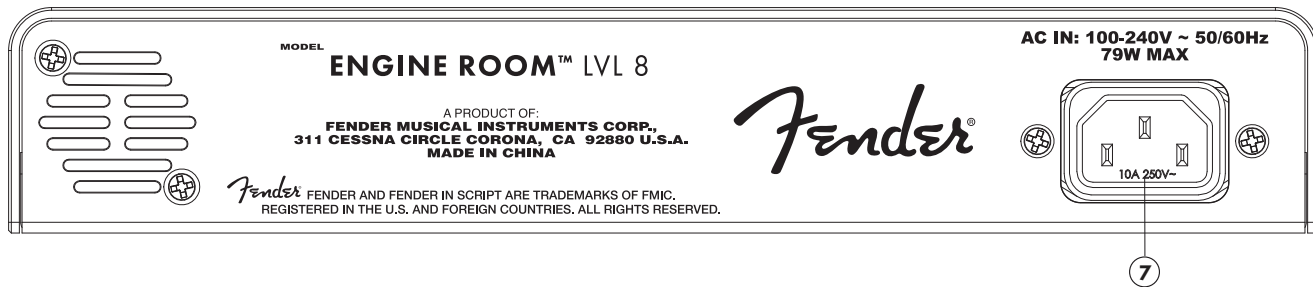 MODEL
ENGINE ROOM™ LVL 8
A PRODUCT OF:
FENDER MUSICAL INSTRUMENTS CORP.,
311 CESSNA CIRCLE CORONA, CA 92880 U.S.A.
MADE IN CHINA
Fender FENDER AND FENDER IN SCRIPT ARE TRADEMARKS OF FMIC.
REGISTERED IN THE U.S. AND FOREIGN COUNTRIES. ALL RIGHTS RESERVED.
Fender®
AC IN: 100-240V ~ 50/60Hz
79W MAX
10A 250V~
7